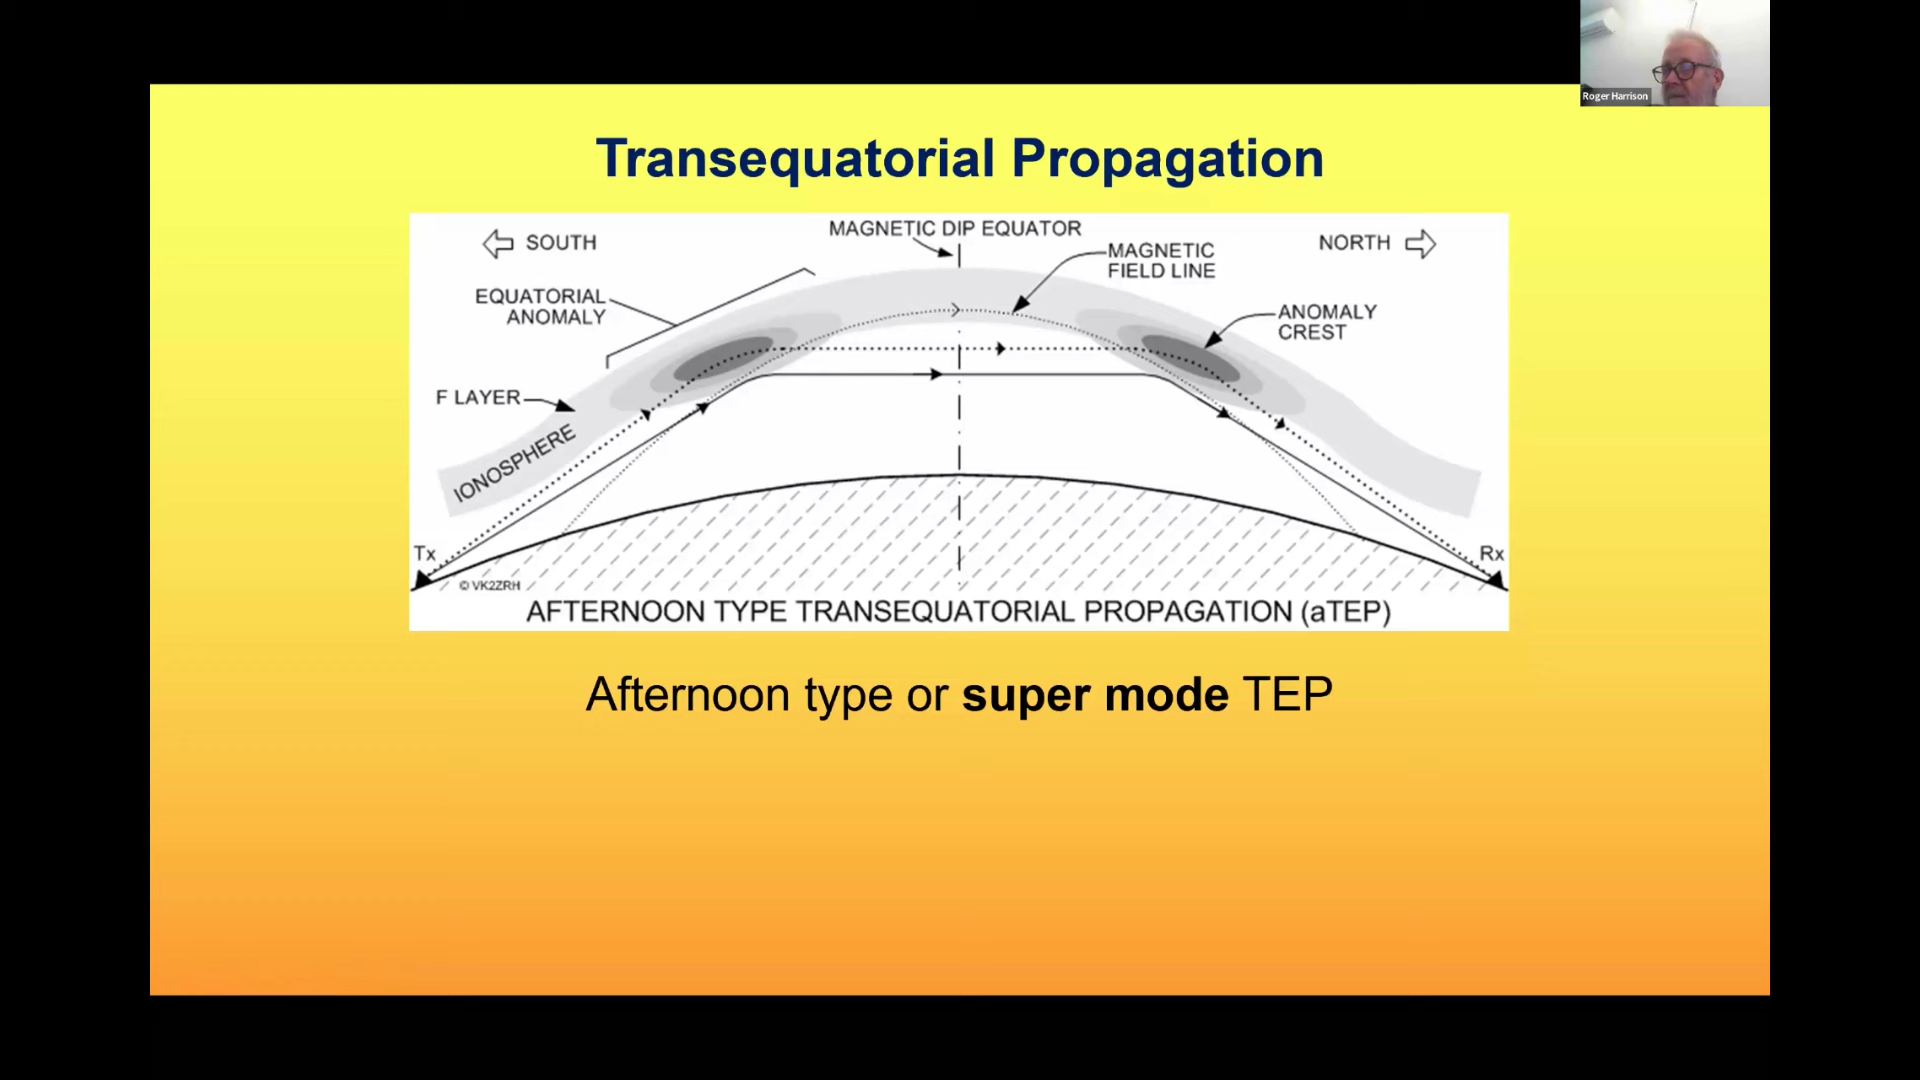 Roger Harrison
Transequatorial Propagation
MAGNETIC DIP EQUATOR
SOUTH
NORTH
MAGNETIC
FIELD LINE
EQUATORIAL
ANOMALY
ANOMALY
CREST
F LAYER
IONOSPHERE
Tx
Rx
© VK2ZRH
AFTERNOON TYPE TRANSEQUATORIAL PROPAGATION (aTEP)
Afternoon type or super mode TEP